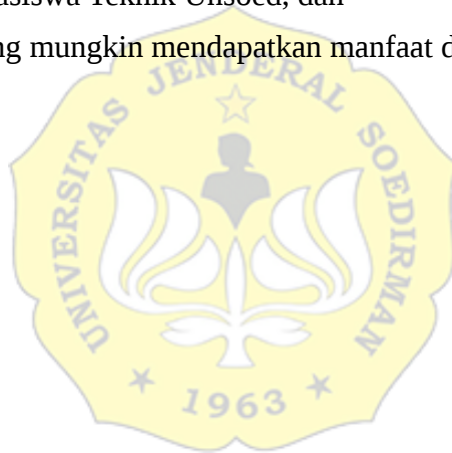 asiswa Teknik Unsoed, dan
ng mungkin mendapatkan manfaat d
UNIVERSITAS JENDERAL SOEDIRMAN
1963